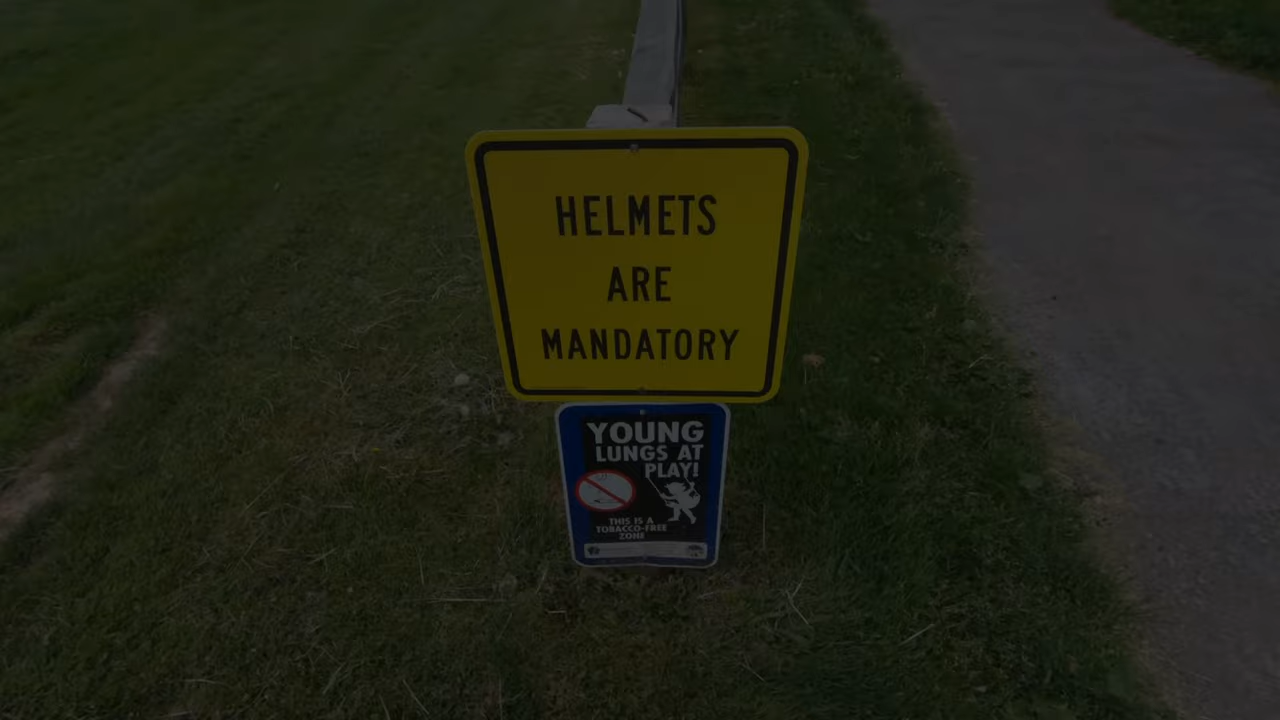 HELMETS
ARE
MANDATORY
YOUNG
LUNGS AT
PLAY!
THIS IS A
TOBACCO-FREE
ZONE